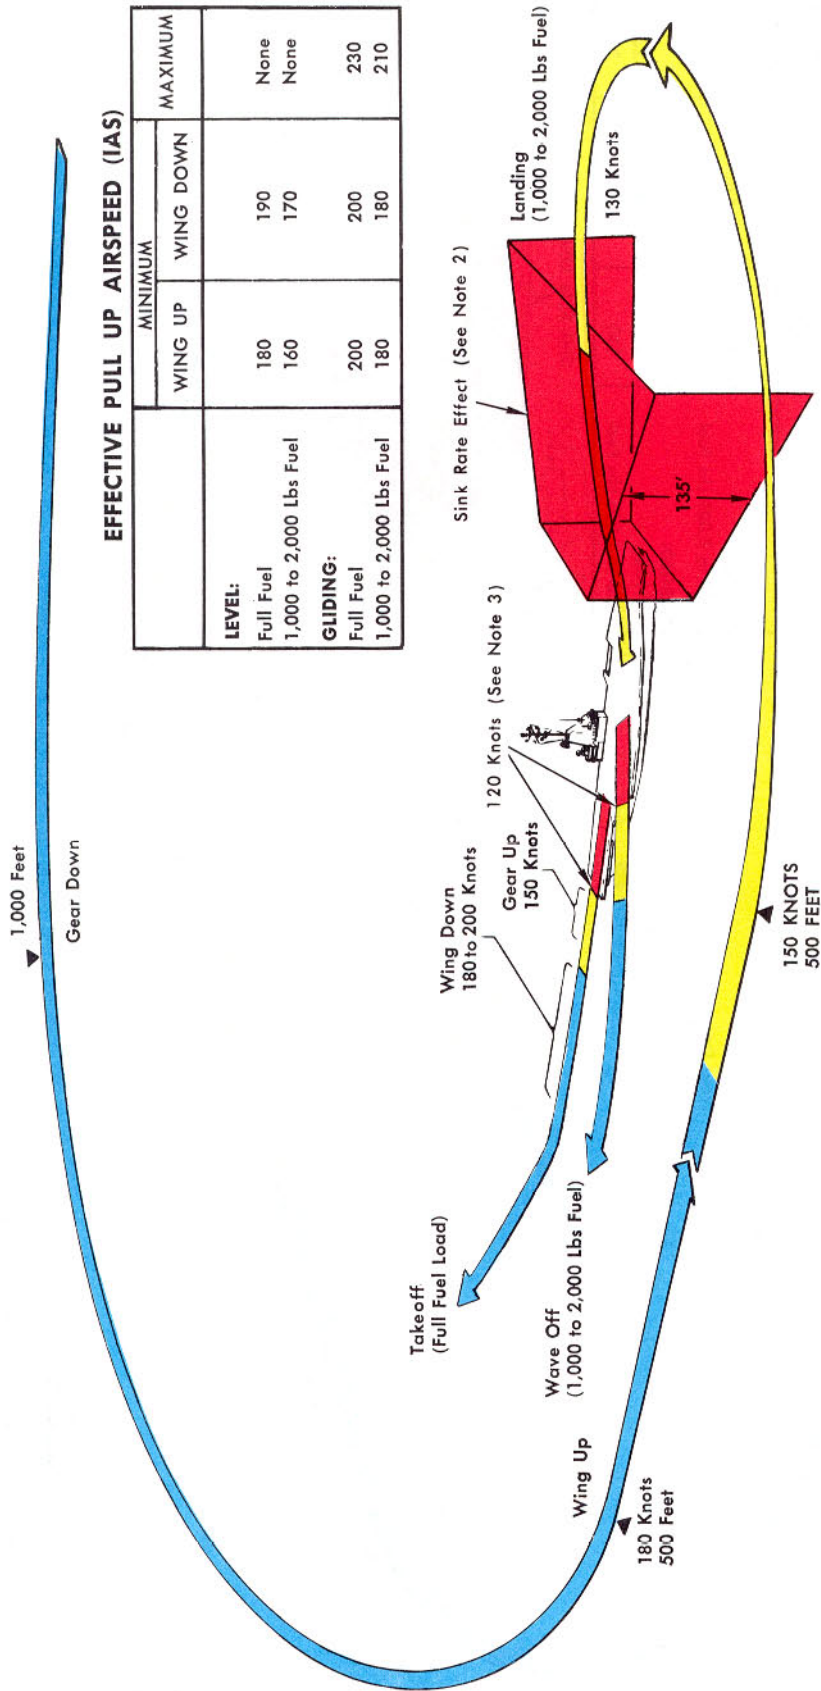 1,000 Feet
Gear Down
EFFECTIVE PULL UP AIRSPEED (IAS)
MINIMUM MAXIMUM
WING UP WING DOWN
LEVEL:
Full Fuel 180 190 None
1,000 to 2,000 Lbs Fuel 160 170 None
GLIDING:
Full Fuel 200 200 230
1,000 to 2,000 Lbs Fuel 180 180 210
Takeoff
(Full Fuel Load)
Wing Down
180 to 200 Knots
Gear Up
150 Knots
120 Knots (See Note 3)
Sink Rate Effect (See Note 2)
Landing
(1,000 to 2,000 Lbs Fuel)
130 Knots
135'
Wave Off
(1,000 to 2,000 Lbs Fuel)
Wing Up
180 Knots
500 Feet
150 KNOTS
500 FEET